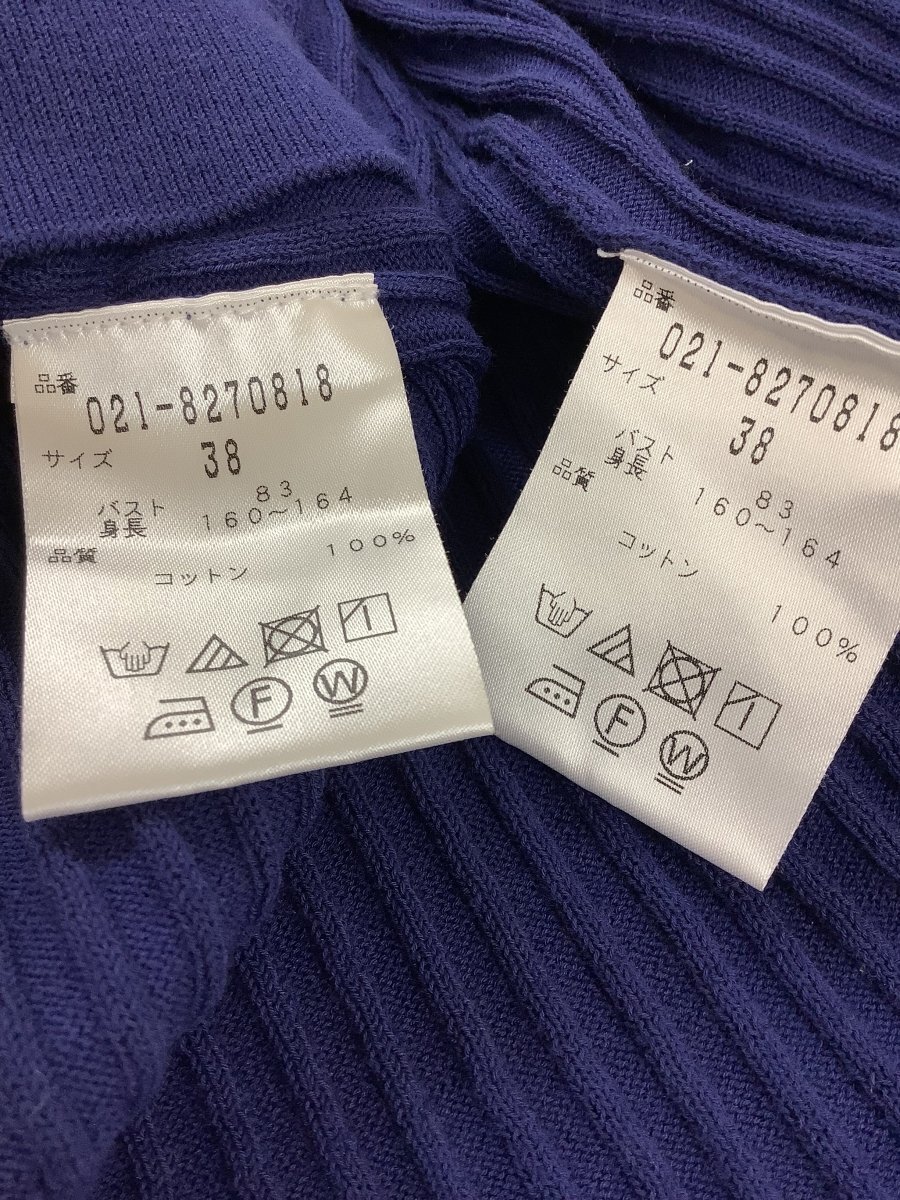 品番
021-8270818
サイズ 38
バスト 83
身長 160～164
品質
コットン 100%
F W
品番
021-8270818
サイズ 38
バスト 83
身長 160～164
品質
コットン 100%
F W